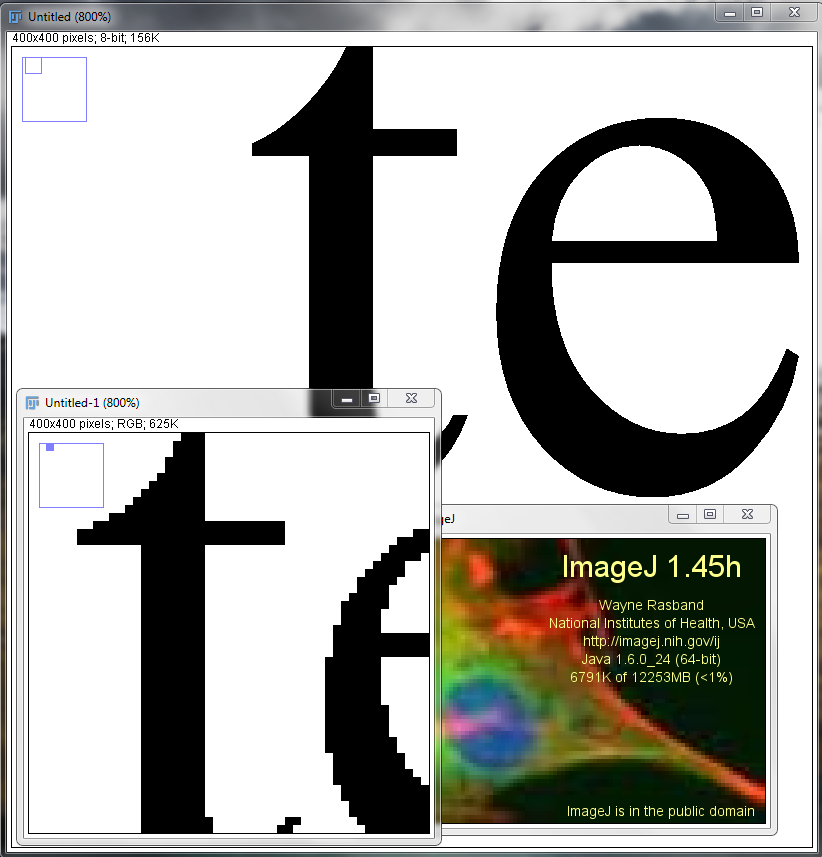 Untitled (800%)
400x400 pixels; 8-bit; 156K
te
Untitled-1 (800%)
400x400 pixels; RGB; 625K
te
geJ
ImageJ 1.45h
Wayne Rasband
National Institutes of Health, USA
http://imagej.nih.gov/ij
Java 1.6.0_24 (64-bit)
6791K of 12253MB (<1%)
ImageJ is in the public domain